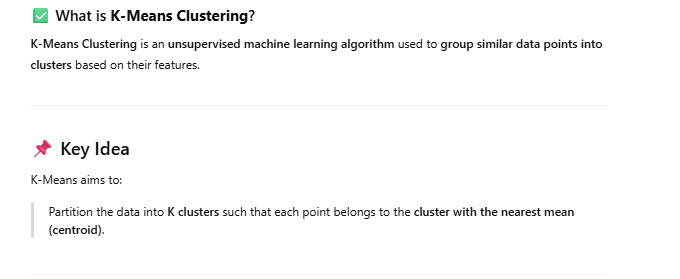 ✅ What is K-Means Clustering?
K-Means Clustering is an unsupervised machine learning algorithm used to group similar data points into
clusters based on their features.
📌 Key Idea
K-Means aims to:
Partition the data into K clusters such that each point belongs to the cluster with the nearest mean
(centroid).